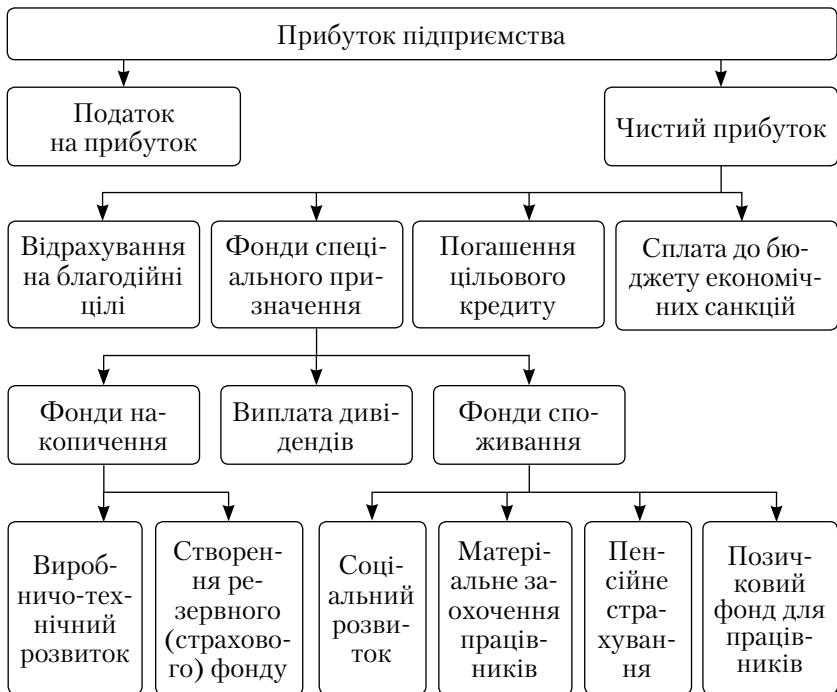 Прибуток підприємства
Податок
на прибуток
Чистий прибуток
Відрахування
на благодійні
цілі
Фонди спеці-
ального при-
значення
Погашення
цільового
кредиту
Сплата до бю-
джету економіч-
них санкцій
Фонди на-
копичення
Виплата диві-
дендів
Фонди спо-
живання
Вироб-
ничо-тех-
нічний
розвиток
Створен-
ня ре-
зервного
(страхово-
го) фонду
Соці-
альний
розви-
ток
Матері-
альне за-
охочення
праців-
ників
Пен-
сійне
стра-
хуван-
ня
Позич-
ковий
фонд для
праців-
ників